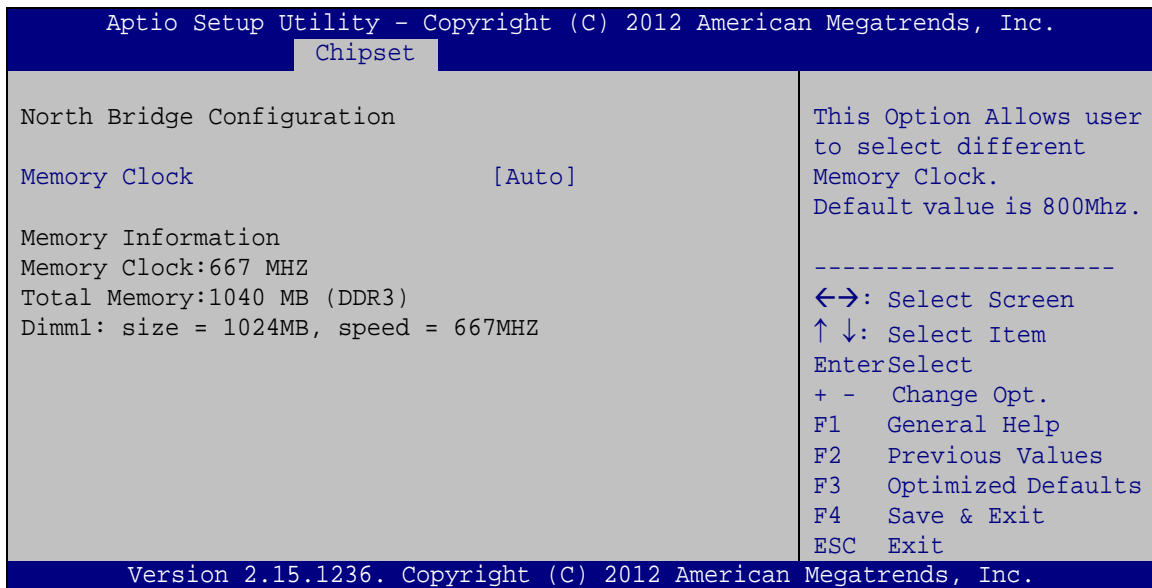 Aptio Setup Utility – Copyright (C) 2012 American Megatrends, Inc.
Chipset
North Bridge Configuration
Memory Clock [Auto]
Memory Information
Memory Clock:667 MHZ
Total Memory:1040 MB (DDR3)
Dimm1: size = 1024MB, speed = 667MHZ
This Option Allows user
to select different
Memory Clock.
Default value is 800Mhz.
---------------------
←→: Select Screen
↑ ↓: Select Item
EnterSelect
+ - Change Opt.
F1 General Help
F2 Previous Values
F3 Optimized Defaults
F4 Save & Exit
ESC Exit
Version 2.15.1236. Copyright (C) 2012 American Megatrends, Inc.